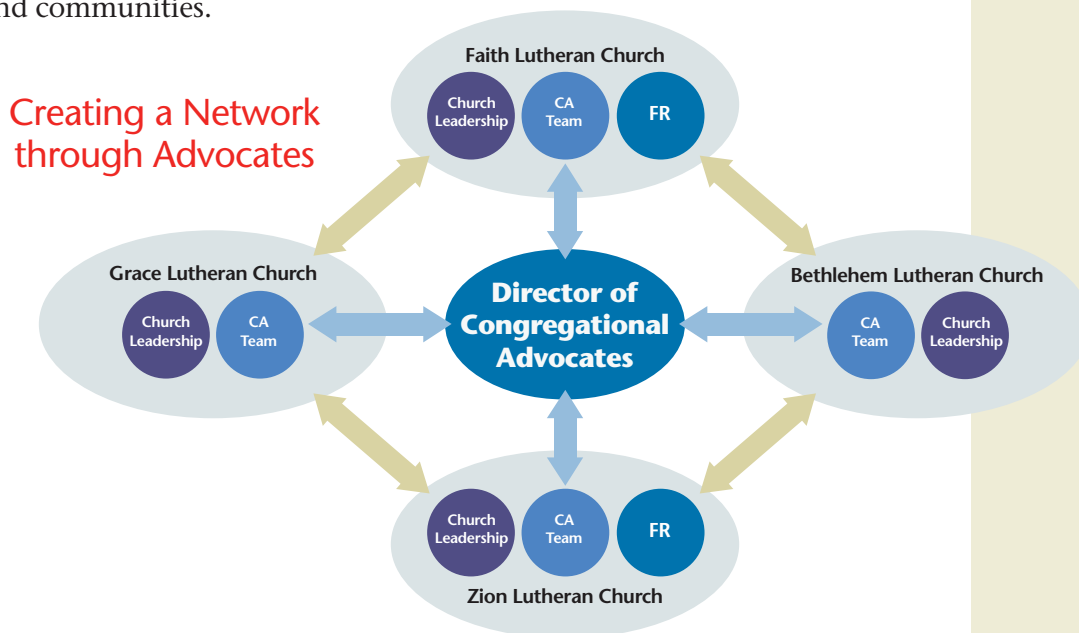 nd communities.
Creating a Network
through Advocates
Faith Lutheran Church
Church
Leadership
CA
Team
FR
Grace Lutheran Church
Church
Leadership
CA
Team
Director of
Congregational
Advocates
Bethlehem Lutheran Church
CA
Team
Church
Leadership
Church
Leadership
CA
Team
FR
Zion Lutheran Church